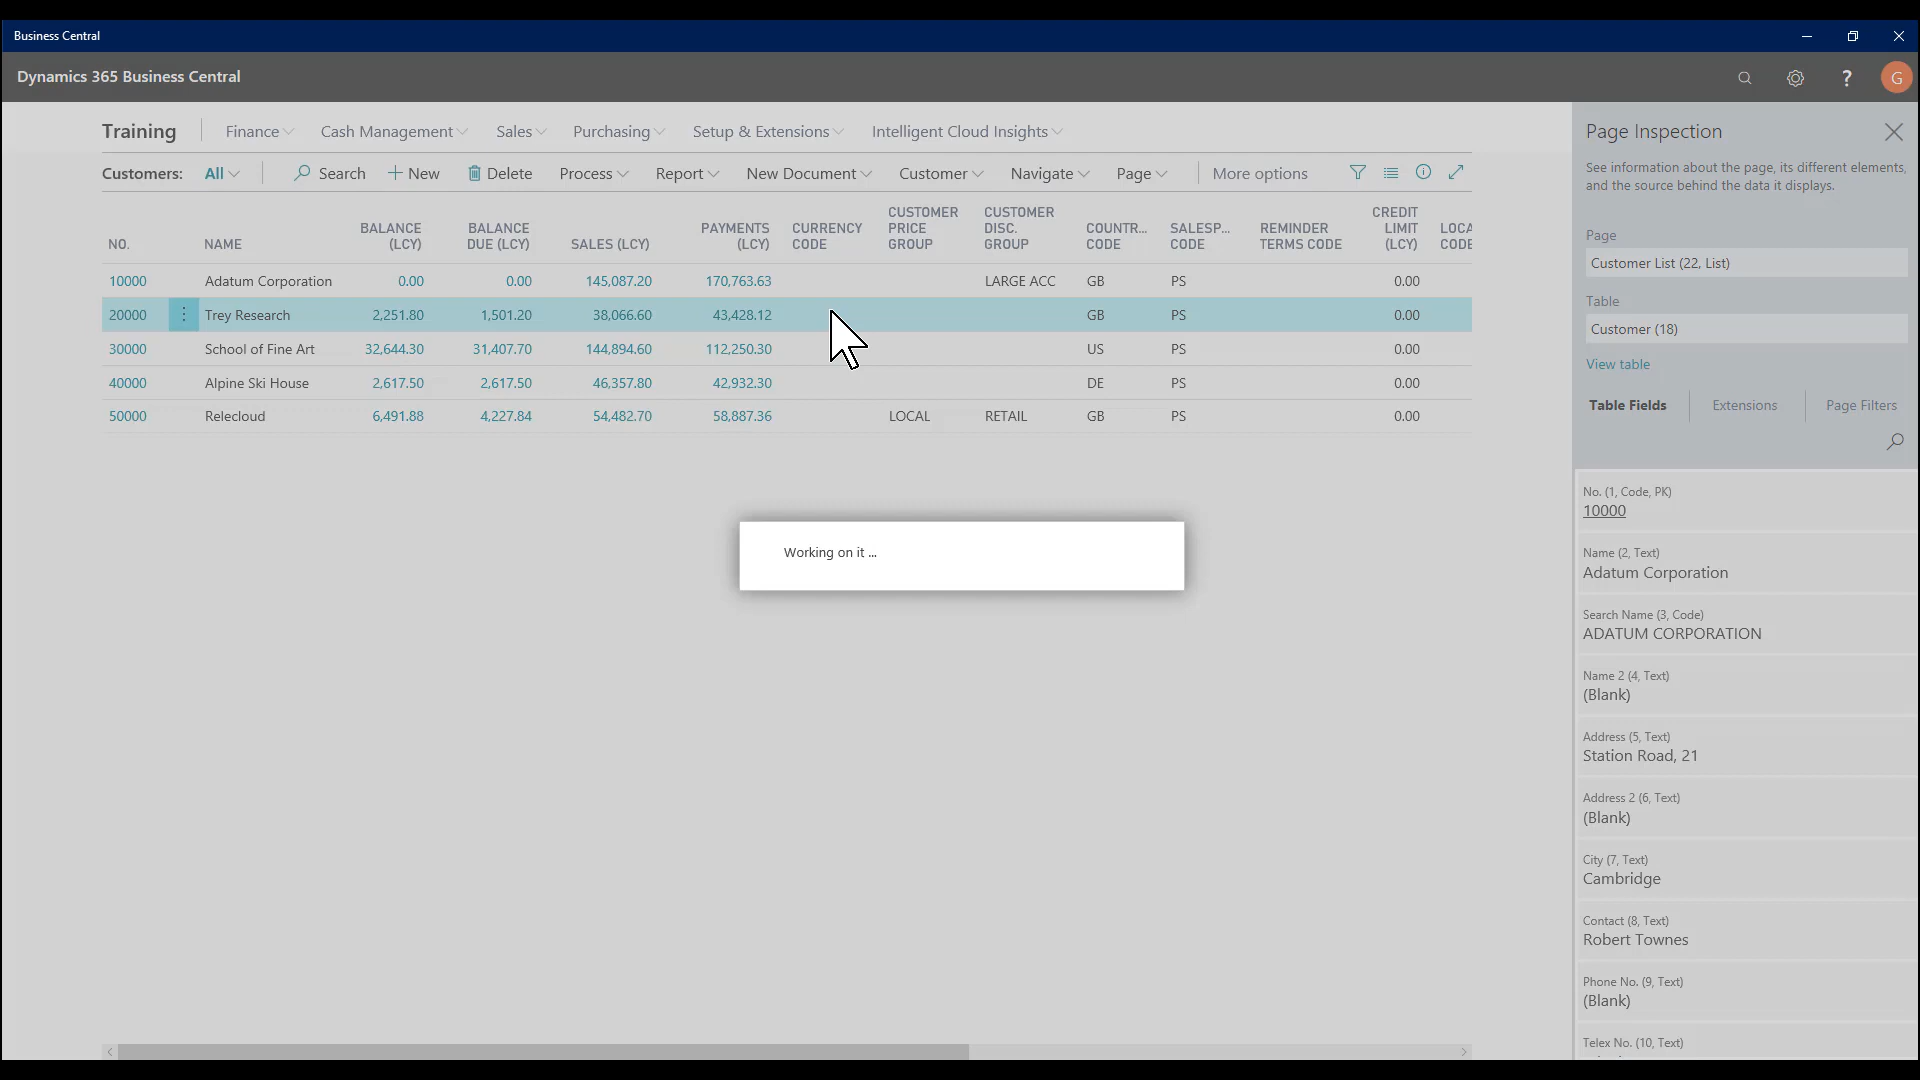 Business Central
Dynamics 365 Business Central
?
G
Training
Finance
Cash Management
Sales
Purchasing
Setup & Extensions
Intelligent Cloud Insights
Customers:
All
Search
New
Delete
Process
Report
New Document
Customer
Navigate
Page
More options
NO.
NAME
BALANCE
(LCY)
BALANCE
DUE (LCY)
SALES (LCY)
PAYMENTS
(LCY)
CURRENCY
CODE
CUSTOMER
PRICE
GROUP
CUSTOMER
DISC.
GROUP
COUNTR...
CODE
SALESP...
CODE
REMINDER
TERMS CODE
CREDIT
LIMIT
(LCY)
LOCA
CODE
10000 Adatum Corporation 0.00 0.00 145,087.20 170,763.63 LARGE ACC GB PS 0.00
20000 Trey Research 2,251.80 1,501.20 38,066.60 43,428.12 GB PS 0.00
30000 School of Fine Art 32,644.30 31,407.70 144,894.60 112,250.30 US PS 0.00
40000 Alpine Ski House 2,617.50 2,617.50 46,357.80 42,932.30 DE PS 0.00
50000 Relecloud 6,491.88 4,227.84 54,482.70 58,887.36 LOCAL RETAIL GB PS 0.00
Working on it ...
Page Inspection
See information about the page, its different elements,
and the source behind the data it displays.
Page
Customer List (22, List)
Table
Customer (18)
View table
Table Fields
Extensions
Page Filters
No. (1, Code, PK)
10000
Name (2, Text)
Adatum Corporation
Search Name (3, Code)
ADATUM CORPORATION
Name 2 (4, Text)
(Blank)
Address (5, Text)
Station Road, 21
Address 2 (6, Text)
(Blank)
City (7, Text)
Cambridge
Contact (8, Text)
Robert Townes
Phone No. (9, Text)
(Blank)
Telex No. (10, Text)